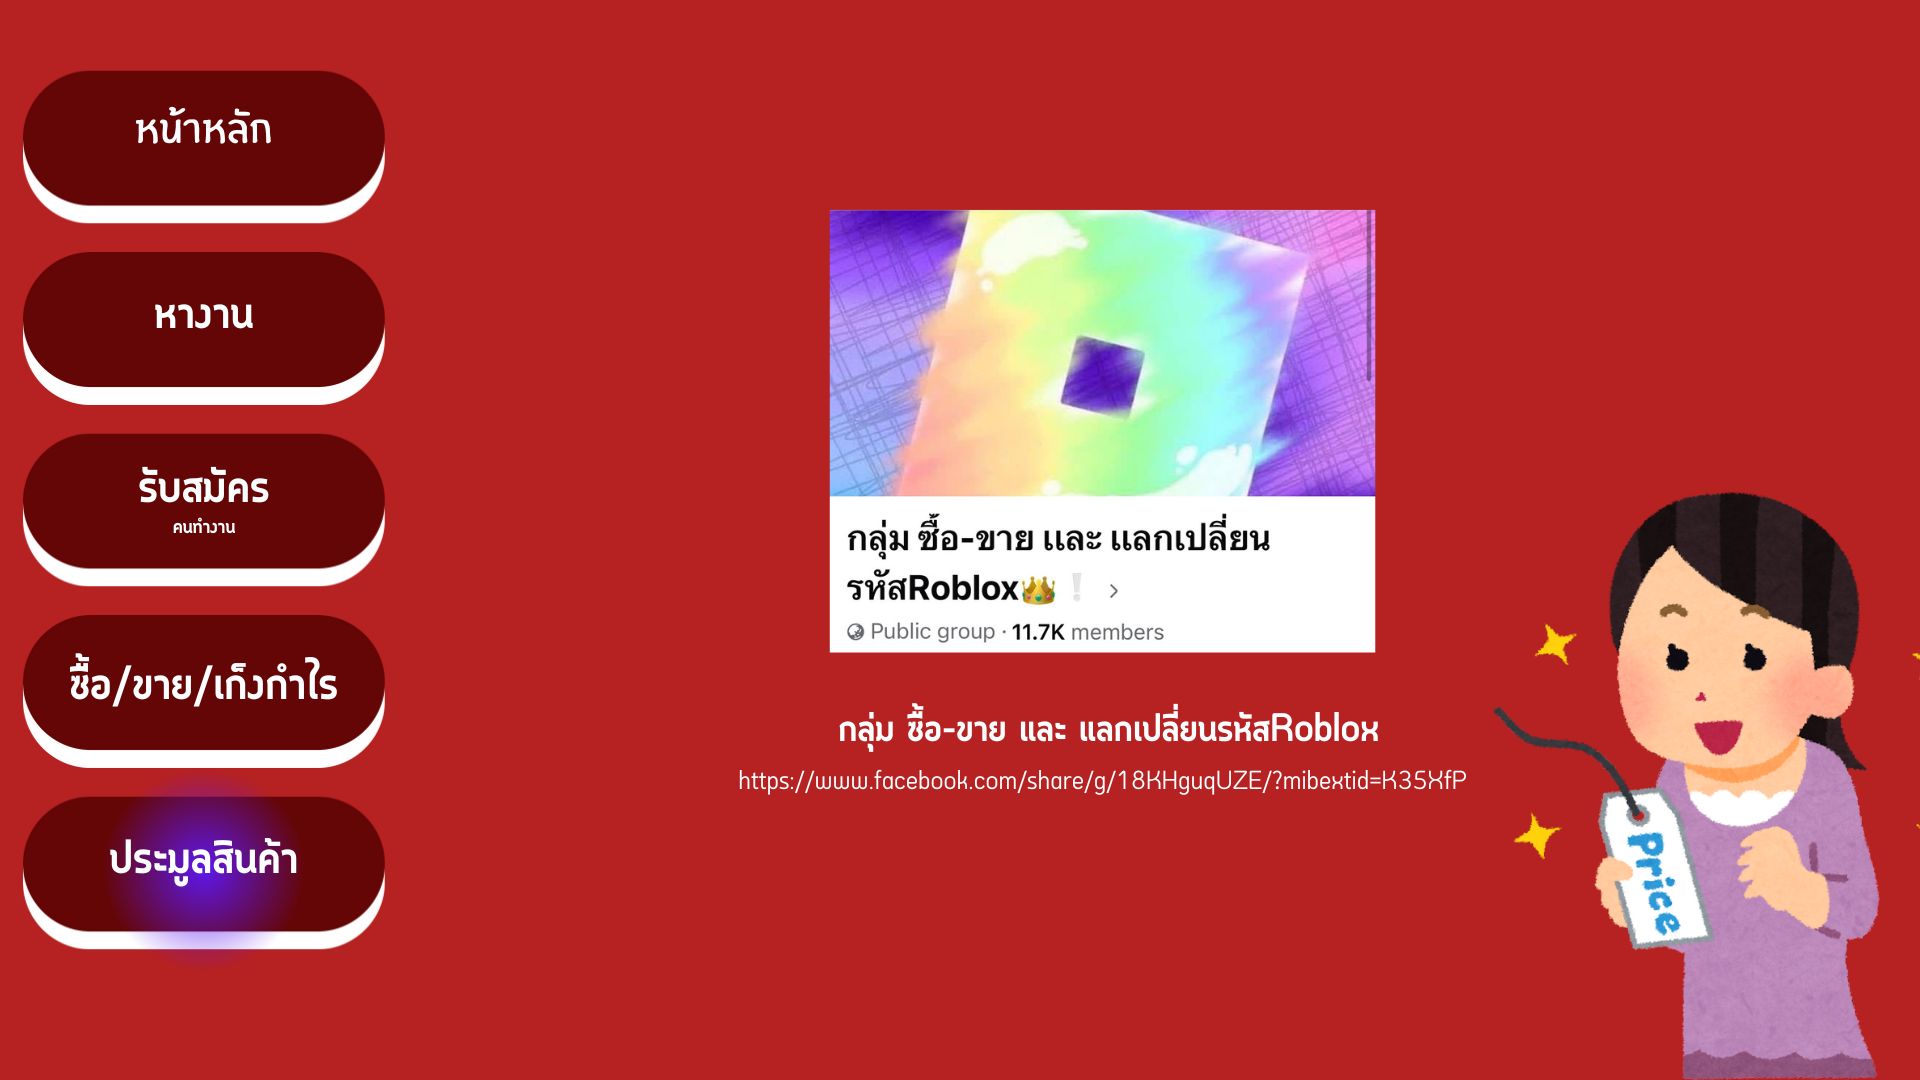 หน้าหลัก
หางาน
รับสมัคร
คนทำงาน
ซื้อ/ขาย/เก็งกำไร
ประมูลสินค้า
กลุ่ม ซื้อ-ขาย และ แลกเปลี่ยน
รหัสRoblox👑❕ >
Public group · 11.7K members
กลุ่ม ซื้อ-ขาย และ แลกเปลี่ยนรหัสRoblox
https://www.facebook.com/share/g/18KHguqUZE/?mibextid=K35XfP
Price